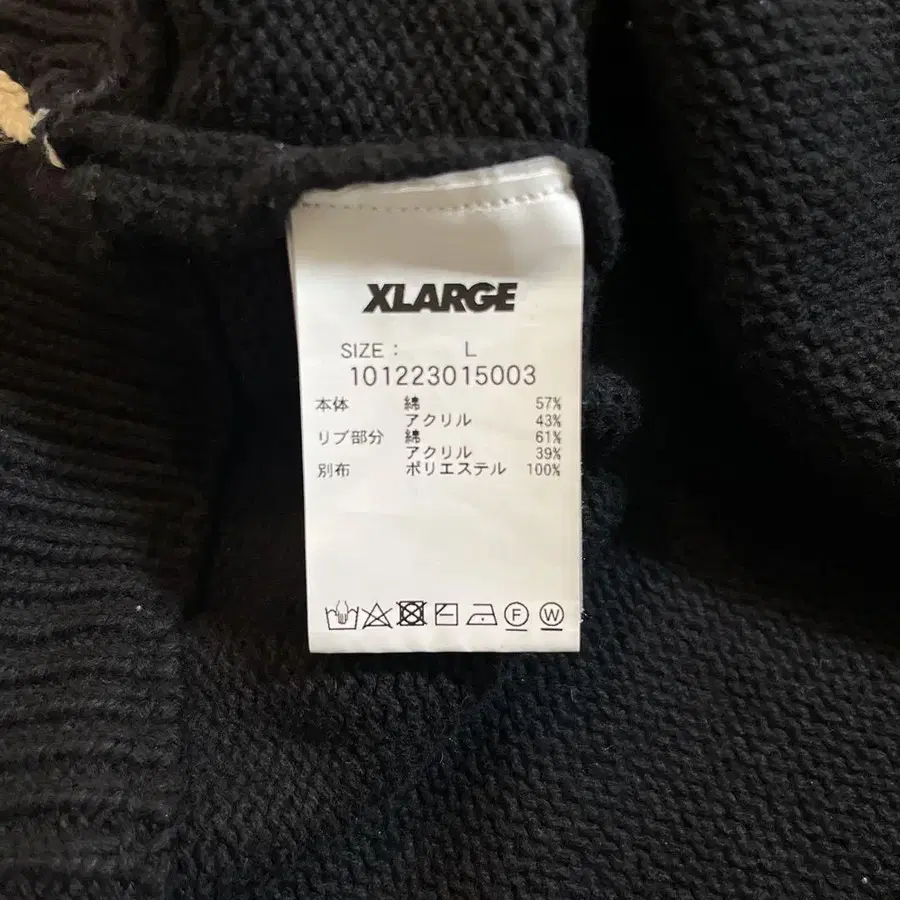 XLARGE
SIZE : L
101223015003
本体 綿 57%
アクリル 43%
リブ部分 綿 61%
アクリル 39%
別布 ポリエステル 100%
F W